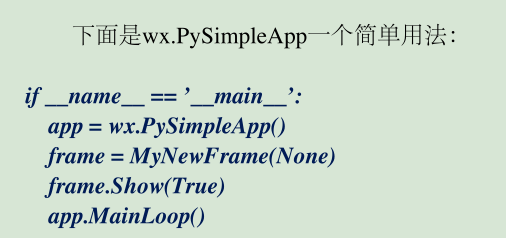 下面是wx.PySimpleApp一个简单用法：
if __name__ == ’__main__’:
app = wx.PySimpleApp()
frame = MyNewFrame(None)
frame.Show(True)
app.MainLoop()